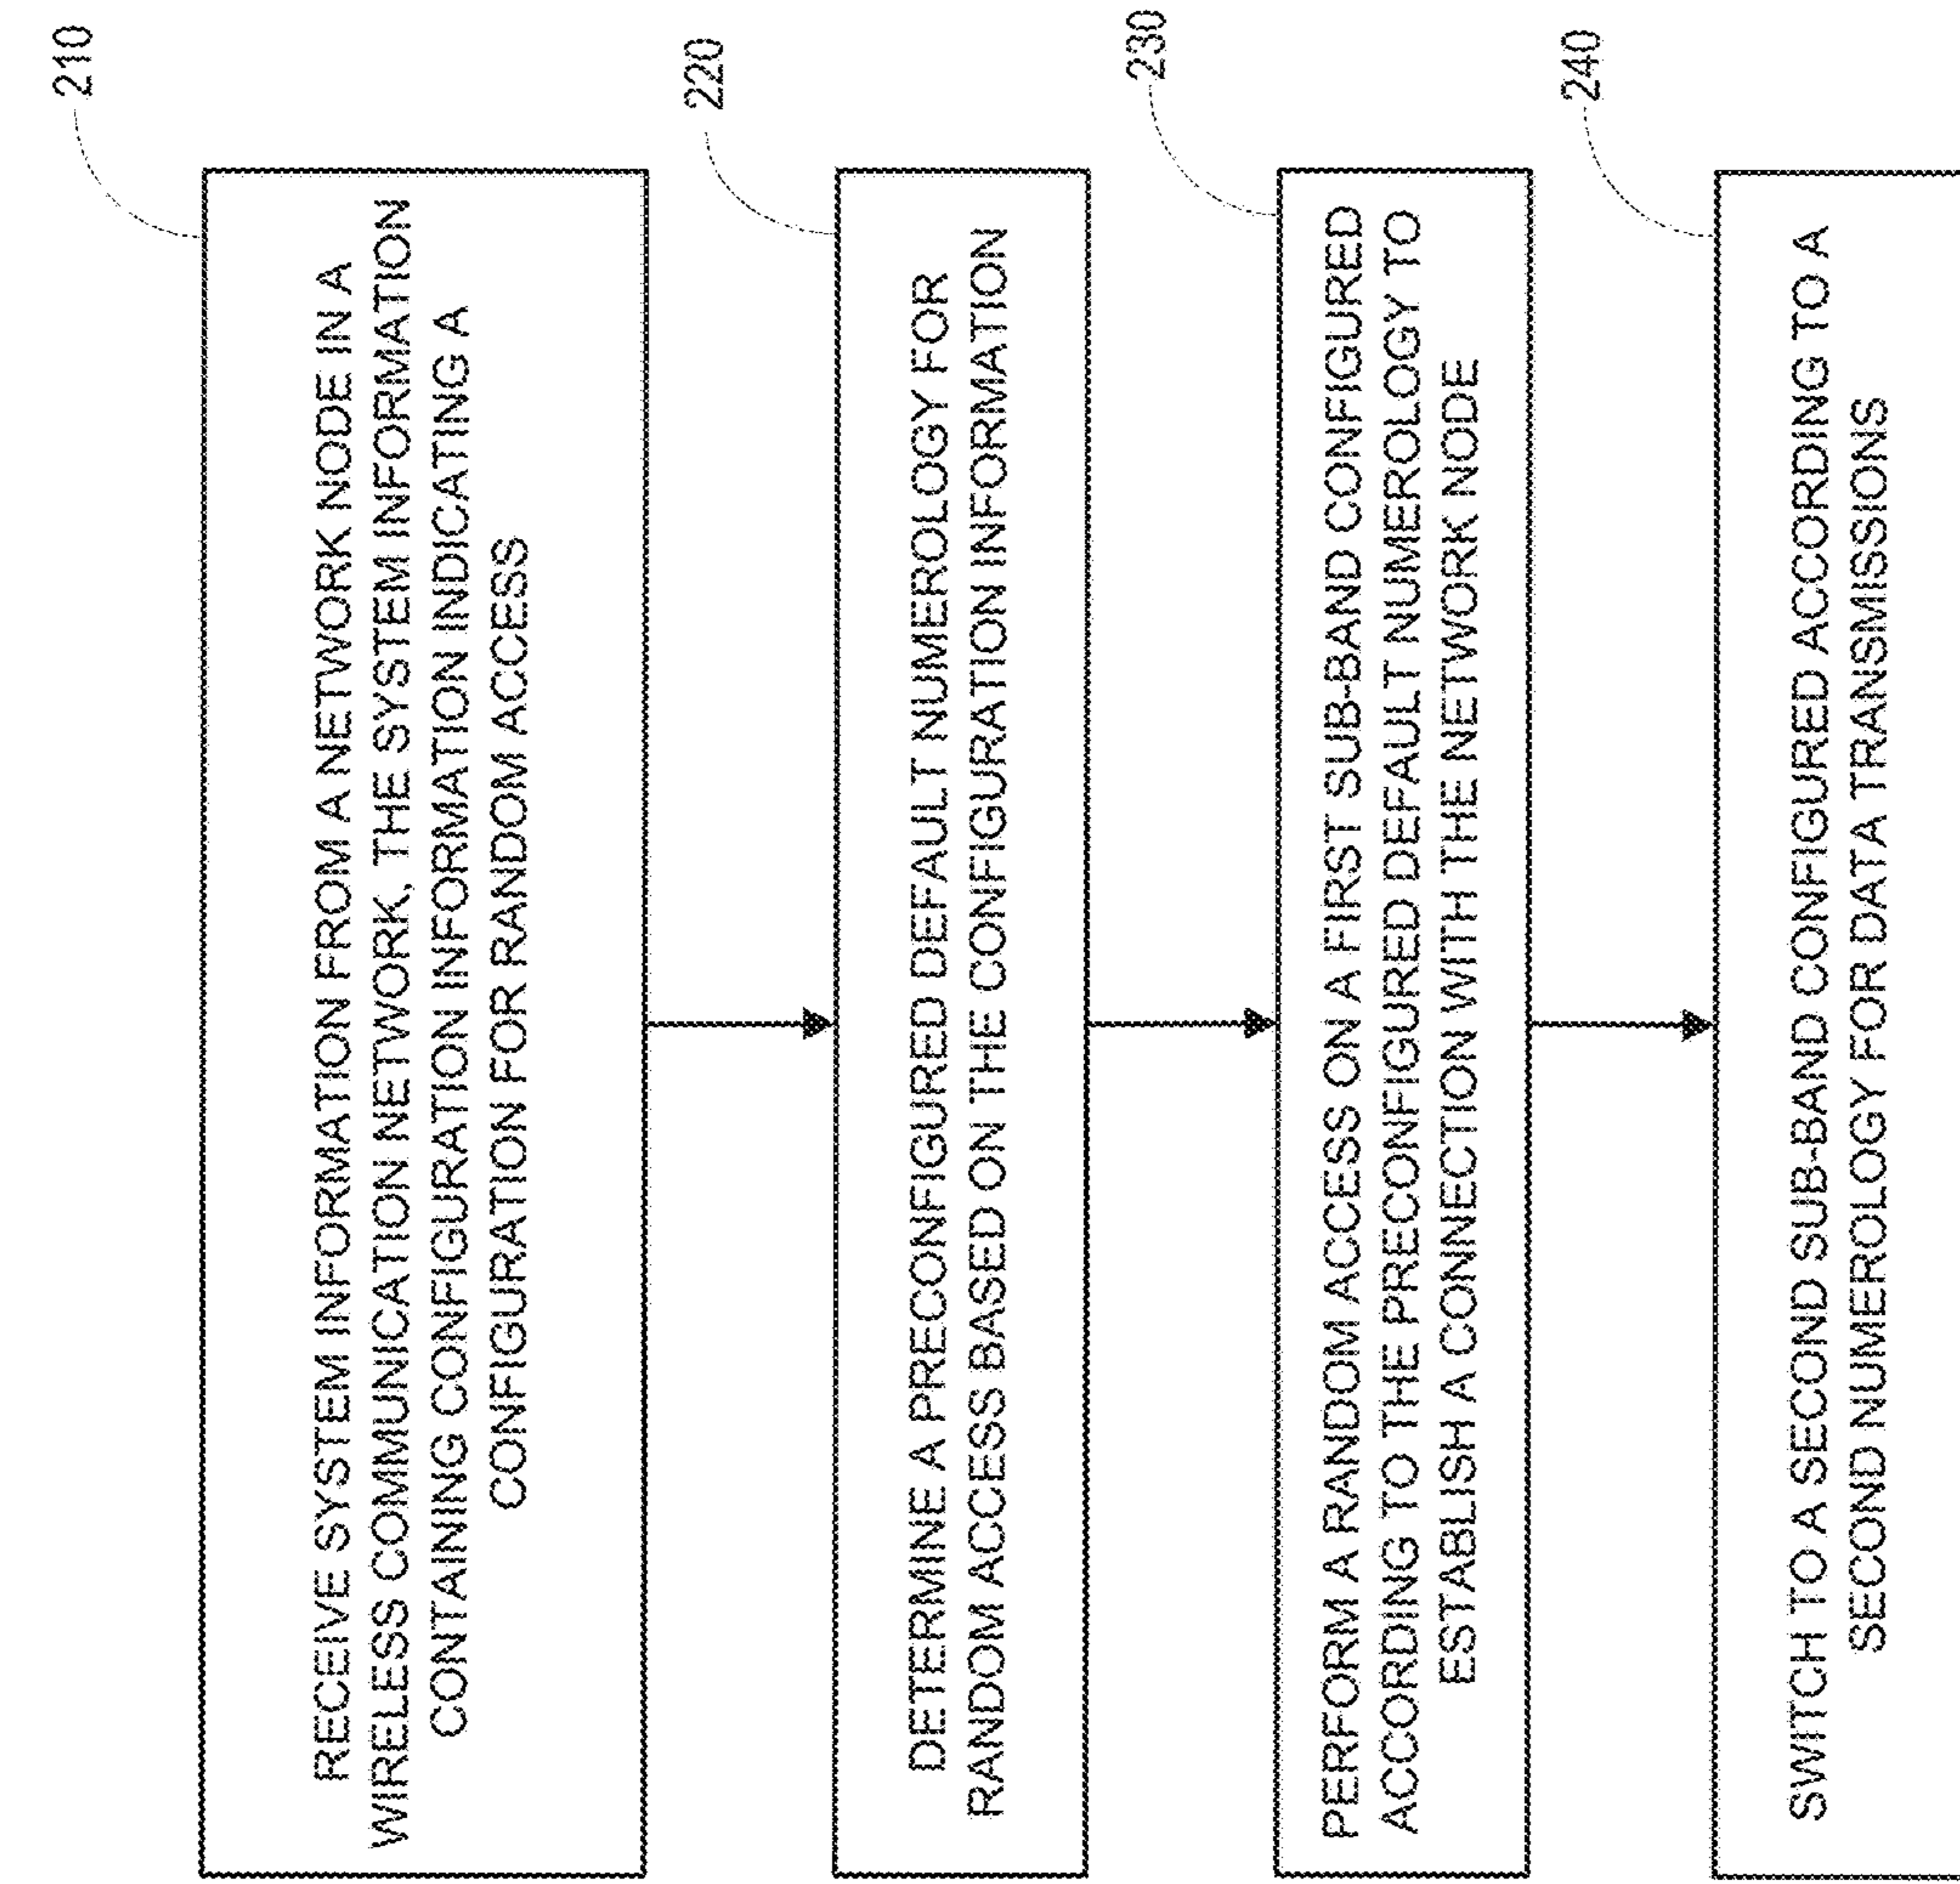 210
RECEIVE SYSTEM INFORMATION FROM A NETWORK NODE IN A
WIRELESS COMMUNICATION NETWORK, THE SYSTEM INFORMATION
CONTAINING CONFIGURATION INFORMATION INDICATING A
CONFIGURATION FOR RANDOM ACCESS
220
DETERMINE A PRECONFIGURED DEFAULT NUMEROLOGY FOR
RANDOM ACCESS BASED ON THE CONFIGURATION INFORMATION
230
PERFORM A RANDOM ACCESS ON A FIRST SUB-BAND CONFIGURED
ACCORDING TO THE PRECONFIGURED DEFAULT NUMEROLOGY TO
ESTABLISH A CONNECTION WITH THE NETWORK NODE
240
SWITCH TO A SECOND SUB-BAND CONFIGURED ACCORDING TO A
SECOND NUMEROLOGY FOR DATA TRANSMISSIONS